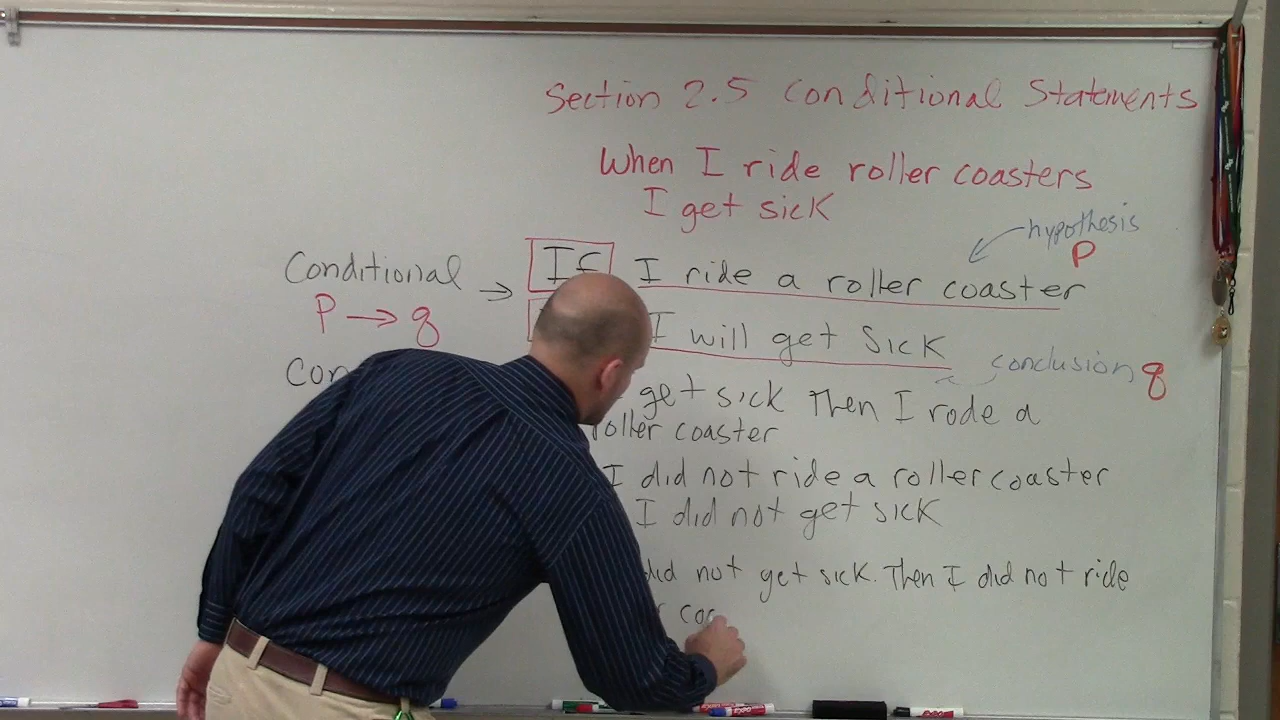 Section 2.5 Conditional Statements
When I ride roller coasters
I get sick
hypothesis
P
Conditional → If I ride a roller coaster
P → q
I will get sick
conclusion q
get sick Then I rode a
roller coaster
I did not ride a roller coaster
I did not get sick
did not get sick. Then I did not ride